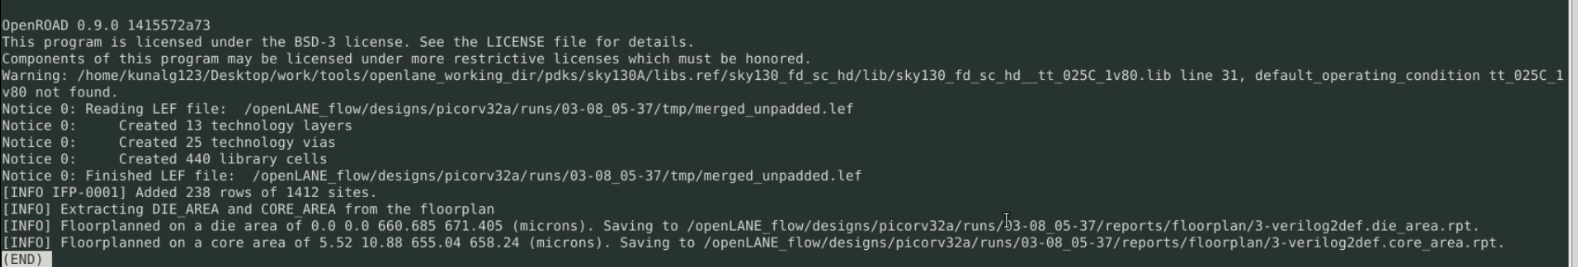 OpenROAD 0.9.0 1415572a73
This program is licensed under the BSD-3 license. See the LICENSE file for details.
Components of this program may be licensed under more restrictive licenses which must be honored.
Warning: /home/kunalg123/Desktop/work/tools/openlane_working_dir/pdks/sky130A/libs.ref/sky130_fd_sc_hd/lib/sky130_fd_sc_hd__tt_025C_1v80.lib line 31, default_operating_condition tt_025C_1
v80 not found.
Notice 0: Reading LEF file:  /openLANE_flow/designs/picorv32a/runs/03-08_05-37/tmp/merged_unpadded.lef
Notice 0:     Created 13 technology layers
Notice 0:     Created 25 technology vias
Notice 0:     Created 440 library cells
Notice 0: Finished LEF file:  /openLANE_flow/designs/picorv32a/runs/03-08_05-37/tmp/merged_unpadded.lef
[INFO IFP-0001] Added 238 rows of 1412 sites.
[INFO] Extracting DIE_AREA and CORE_AREA from the floorplan
[INFO] Floorplanned on a die area of 0.0 0.0 660.685 671.405 (microns). Saving to /openLANE_flow/designs/picorv32a/runs/03-08_05-37/reports/floorplan/3-verilog2def.die_area.rpt.
[INFO] Floorplanned on a core area of 5.52 10.88 655.04 658.24 (microns). Saving to /openLANE_flow/designs/picorv32a/runs/03-08_05-37/reports/floorplan/3-verilog2def.core_area.rpt.
(END)